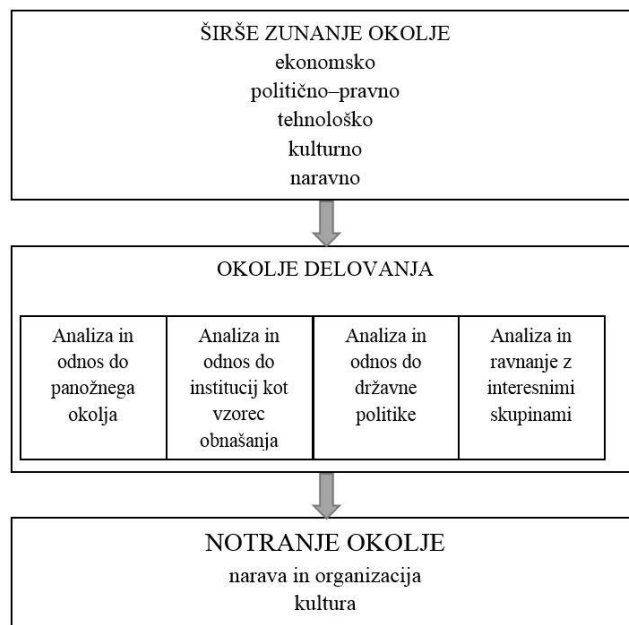 ŠIRŠE ZUNANJE OKOLJE
ekonomsko
politično–pravno
tehnološko
kulturno
naravno
OKOLJE DELOVANJA
Analiza in
odnos do
panožnega
okolja
Analiza in
odnos do
institucij kot
vzorec
obnašanja
Analiza in
odnos do
državne
politike
Analiza in
ravnanje z
interesnimi
skupinami
NOTRANJE OKOLJE
narava in organizacija
kultura